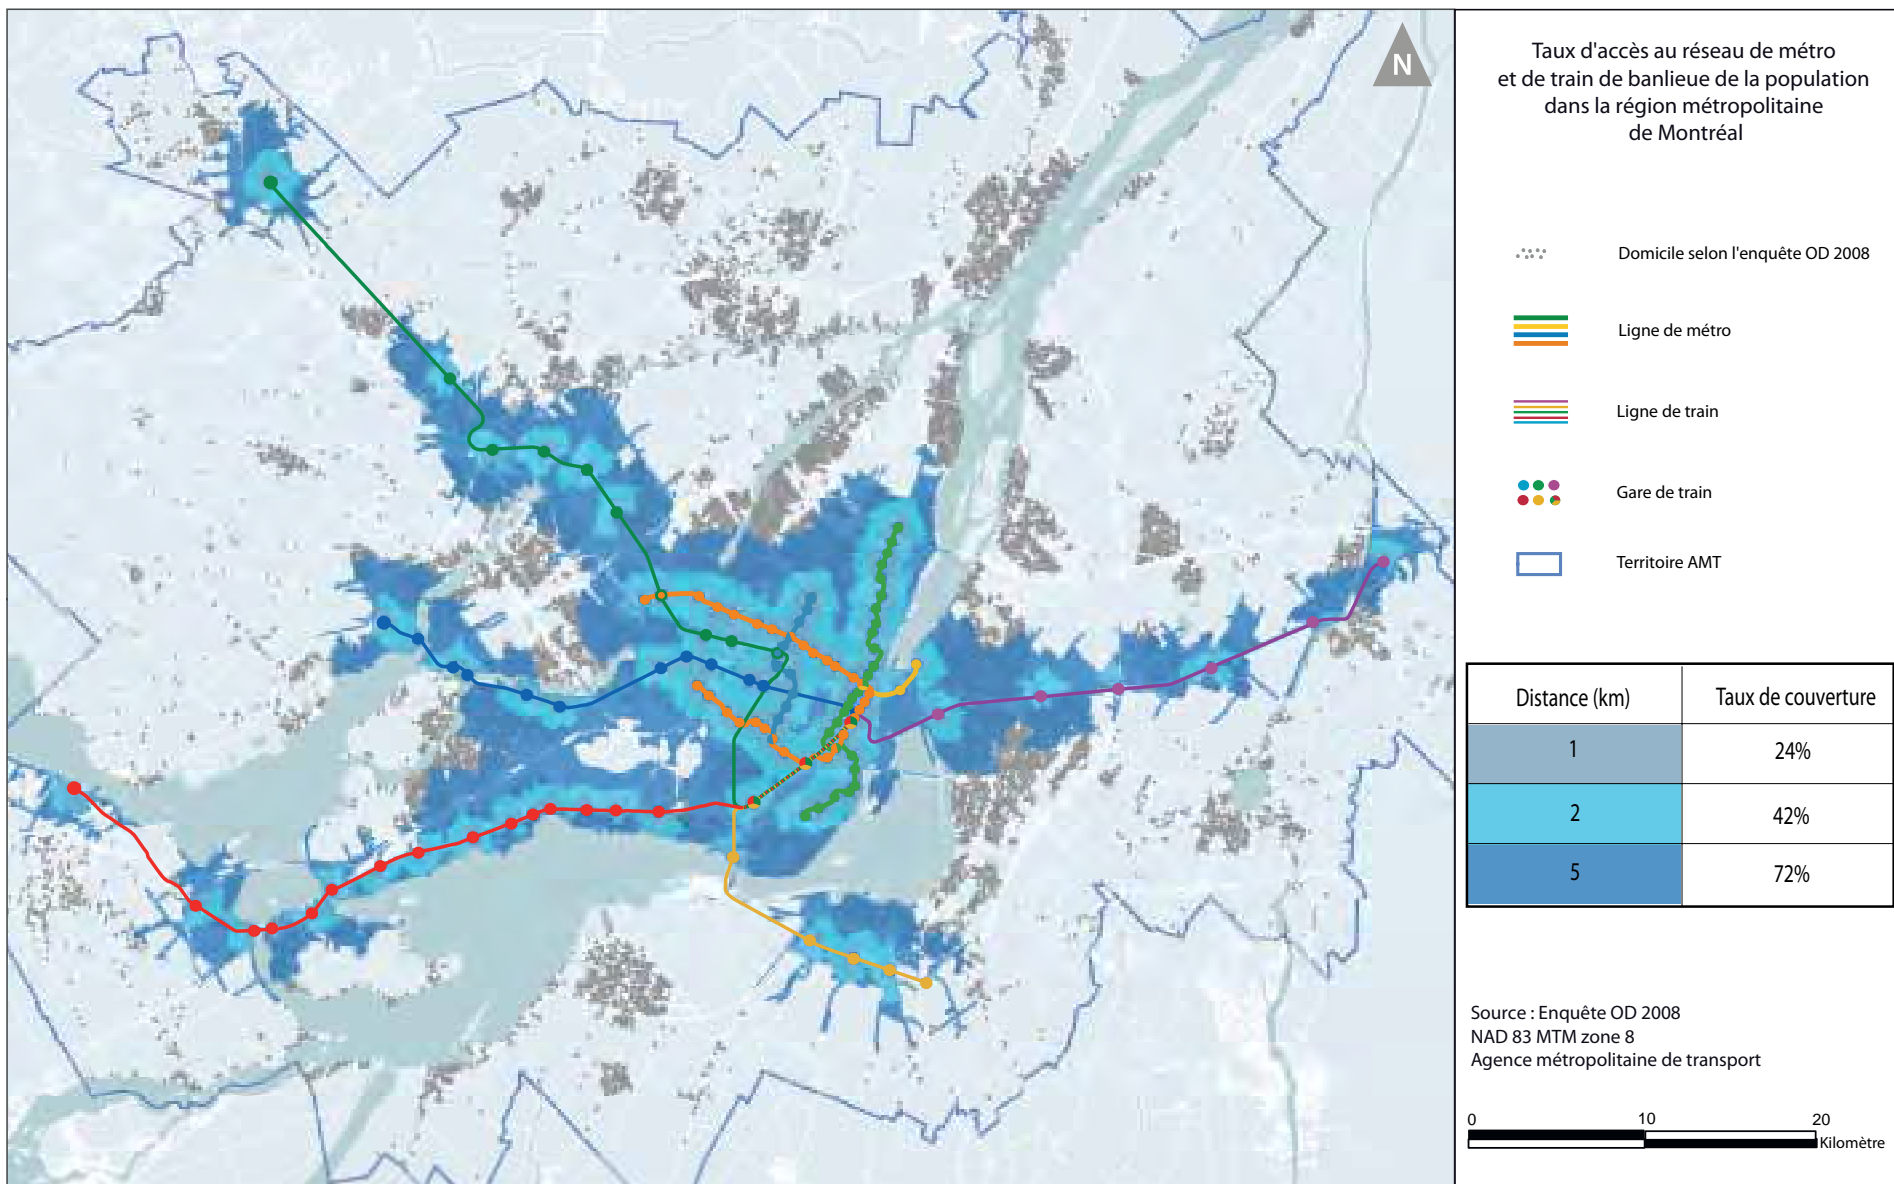 N
Taux d'accès au réseau de métro
et de train de banlieue de la population
dans la région métropolitaine
de Montréal
Domicile selon l'enquête OD 2008
Ligne de métro
Ligne de train
Gare de train
Territoire AMT
Distance (km) Taux de couverture
1 24%
2 42%
5 72%
Source : Enquête OD 2008
NAD 83 MTM zone 8
Agence métropolitaine de transport
0 10 20
Kilomètre